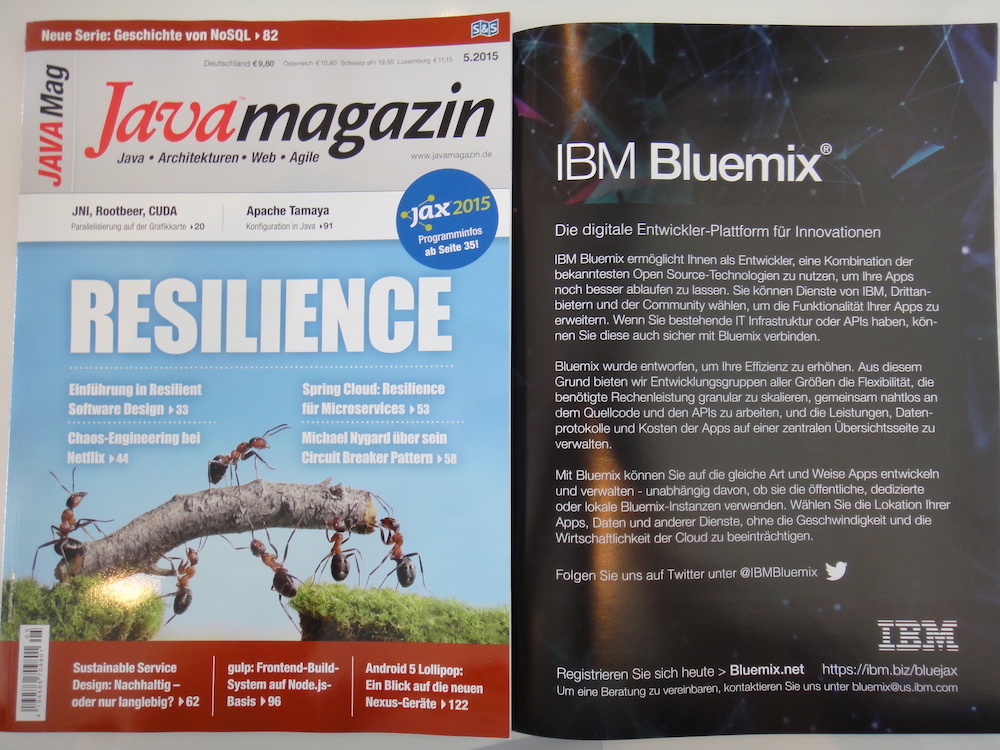 Neue Serie: Geschichte von NoSQL ▸ 82
S&S
Deutschland € 9,80 Österreich € 10,80 Schweiz sFr 19,50 Luxemburg € 11,15
5.2015
JAVA Mag
Javamagazin
Java • Architekturen • Web • Agile
www.javamagazin.de
JNI, Rootbeer, CUDA
Parallelisierung auf der Grafikkarte ▸20
Apache Tamaya
Konfiguration in Java ▸91
jax 2015
Programminfos
ab Seite 35!
RESILIENCE
Einführung in Resilient
Software Design ▸ 33
Spring Cloud: Resilience
für Microservices ▸ 53
Chaos-Engineering bei
Netflix ▸ 44
Michael Nygard über sein
Circuit Breaker Pattern ▸ 58
Sustainable Service
Design: Nachhaltig –
oder nur langlebig? ▸ 62
gulp: Frontend-Build-
System auf Node.js-
Basis ▸ 96
Android 5 Lollipop:
Ein Blick auf die neuen
Nexus-Geräte ▸ 122
IBM Bluemix®
Die digitale Entwickler-Plattform für Innovationen
IBM Bluemix ermöglicht Ihnen als Entwickler, eine Kombination der
bekanntesten Open Source-Technologien zu nutzen, um Ihre Apps
noch besser ablaufen zu lassen. Sie können Dienste von IBM, Drittan-
bietern und der Community wählen, um die Funktionalität Ihrer Apps zu
erweitern. Wenn Sie bestehende IT Infrastruktur oder APIs haben, kön-
nen Sie diese auch sicher mit Bluemix verbinden.
Bluemix wurde entworfen, um Ihre Effizienz zu erhöhen. Aus diesem
Grund bieten wir Entwicklungsgruppen aller Größen die Flexibilität, die
benötigte Rechenleistung granular zu skalieren, gemeinsam nahtlos an
dem Quellcode und den APIs zu arbeiten, und die Leistungen, Daten-
protokolle und Kosten der Apps auf einer zentralen Übersichtsseite zu
verwalten.
Mit Bluemix können Sie auf die gleiche Art und Weise Apps entwickeln
und verwalten - unabhängig davon, ob sie die öffentliche, dedizierte
oder lokale Bluemix-Instanzen verwenden. Wählen Sie die Lokation Ihrer
Apps, Daten und anderer Dienste, ohne die Geschwindigkeit und die
Wirtschaftlichkeit der Cloud zu beeinträchtigen.
Folgen Sie uns auf Twitter unter @IBMBluemix
IBM
Registrieren Sie sich heute > Bluemix.net https://ibm.biz/bluejax
Um eine Beratung zu vereinbaren, kontaktieren Sie uns unter bluemix@us.ibm.com